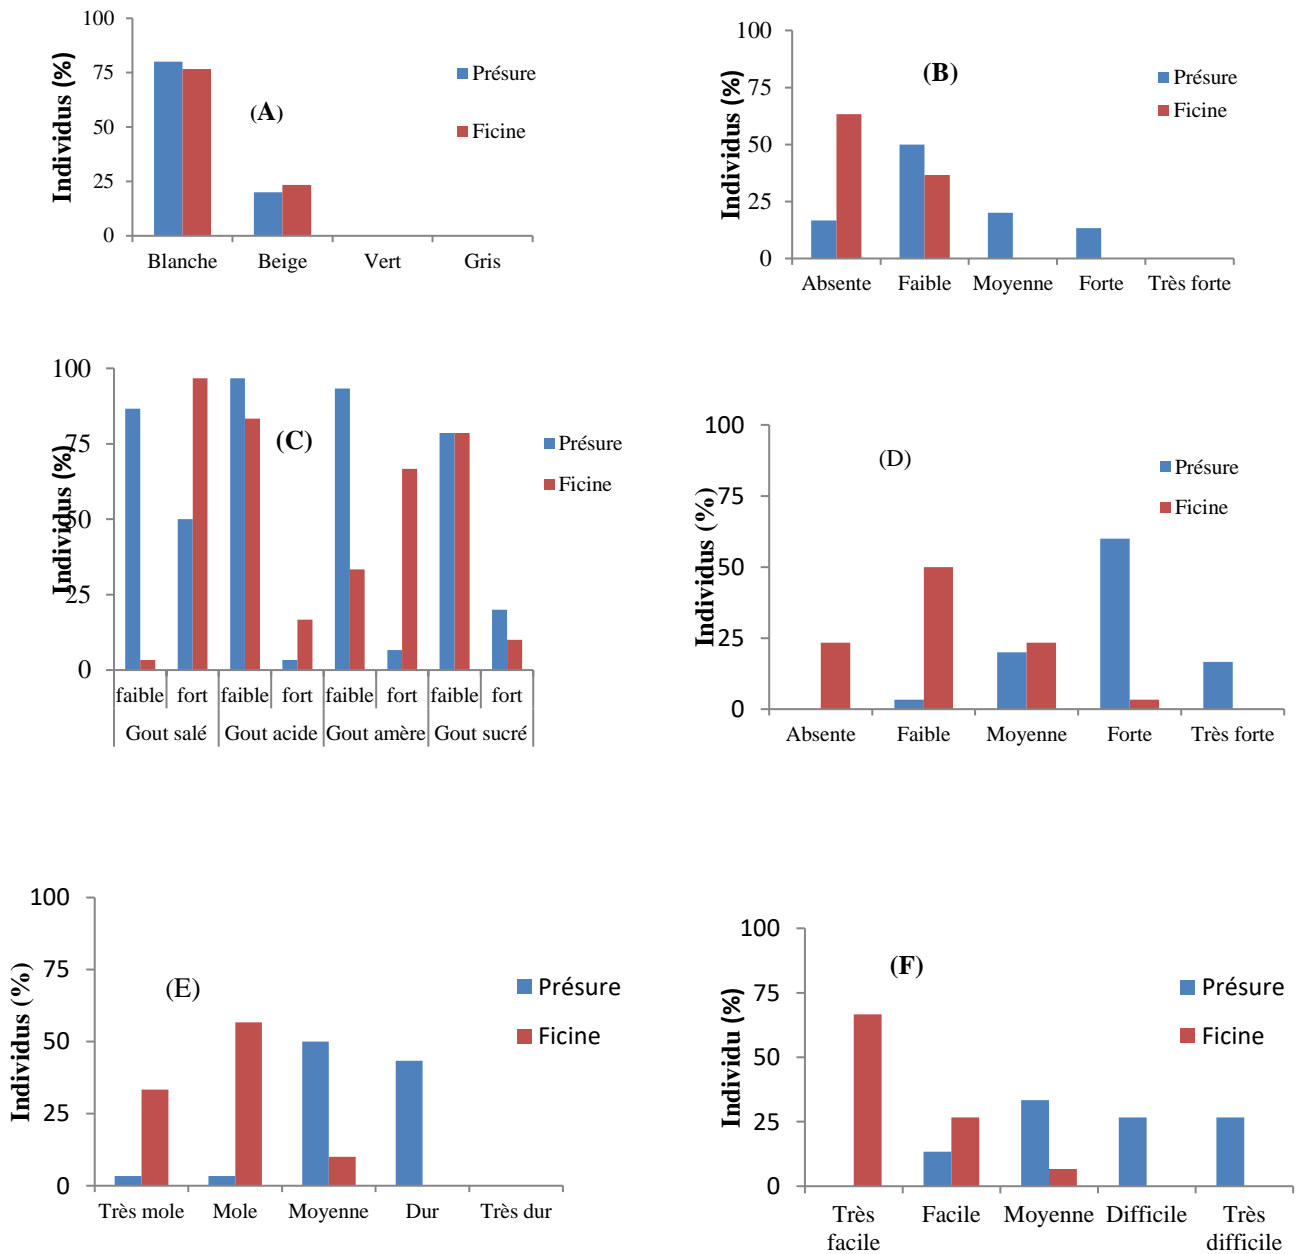 100
75
50
25
0
Individus (%)
(A)
Présure
Ficine
Blanche Beige Vert Gris
100
75
50
25
0
Individus (%)
(B)
Présure
Ficine
Absente Faible Moyenne Forte Très forte
100
75
50
25
0
Individus (%)
(C)
Présure
Ficine
faible fort faible fort faible fort faible fort
Gout salé Gout acide Gout amère Gout sucré
100
75
50
25
0
Individus (%)
(D)
Présure
Ficine
Absente Faible Moyenne Forte Très forte
100
75
50
25
0
Individus (%)
(E)
Présure
Ficine
Très mole Mole Moyenne Dur Très dur
100
75
50
25
0
Individu (%)
(F)
Présure
Ficine
Très Facile Moyenne Difficile Très
facile difficile